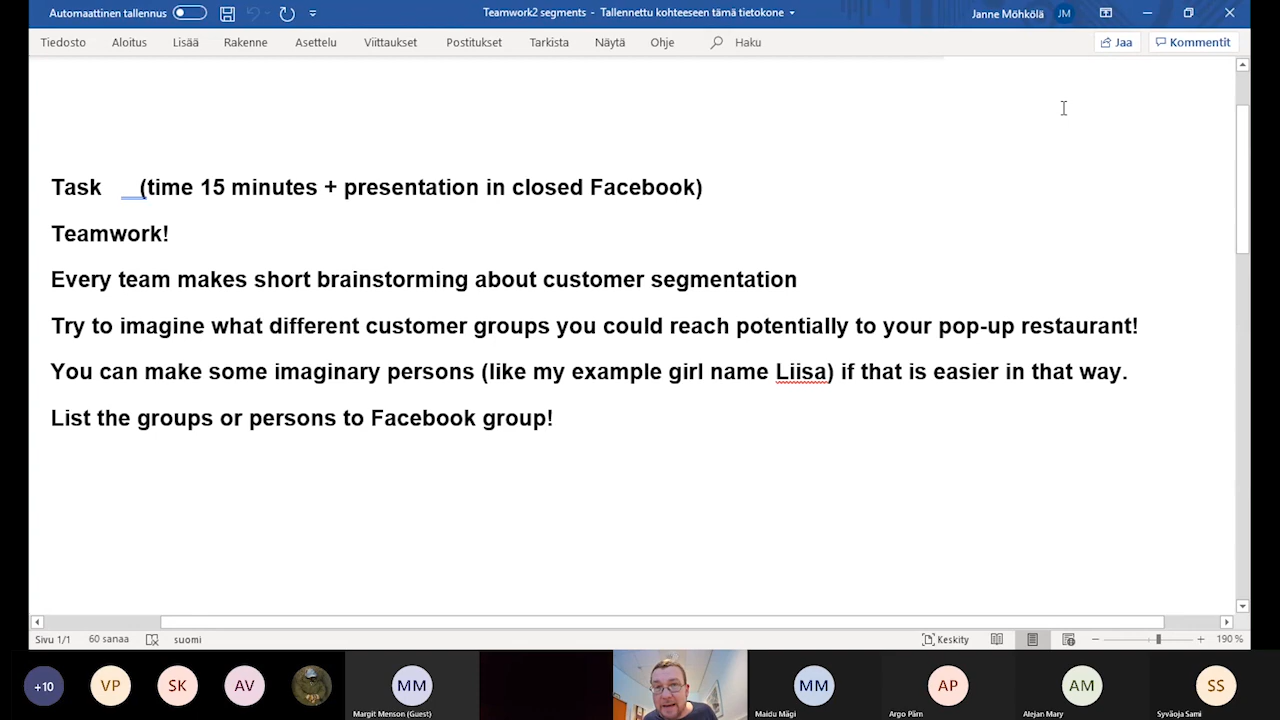 Automaattinen tallennus
Teamwork2 segments - Tallennettu kohteeseen tämä tietokone
Janne Möhkölä JM
Tiedosto Aloitus Lisää Rakenne Asettelu Viittaukset Postitukset Tarkista Näytä Ohje Haku Jaa Kommentit
Task (time 15 minutes + presentation in closed Facebook)
Teamwork!
Every team makes short brainstorming about customer segmentation
Try to imagine what different customer groups you could reach potentially to your pop-up restaurant!
You can make some imaginary persons (like my example girl name Liisa) if that is easier in that way.
List the groups or persons to Facebook group!
Sivu 1/1 60 sanaa suomi Keskity 190 %
+10 VP SK AV MM MM AP AM SS
Margit Menson (Guest) Maidu Mägi Argo Pärn Alejan Mary Syväoja Sami